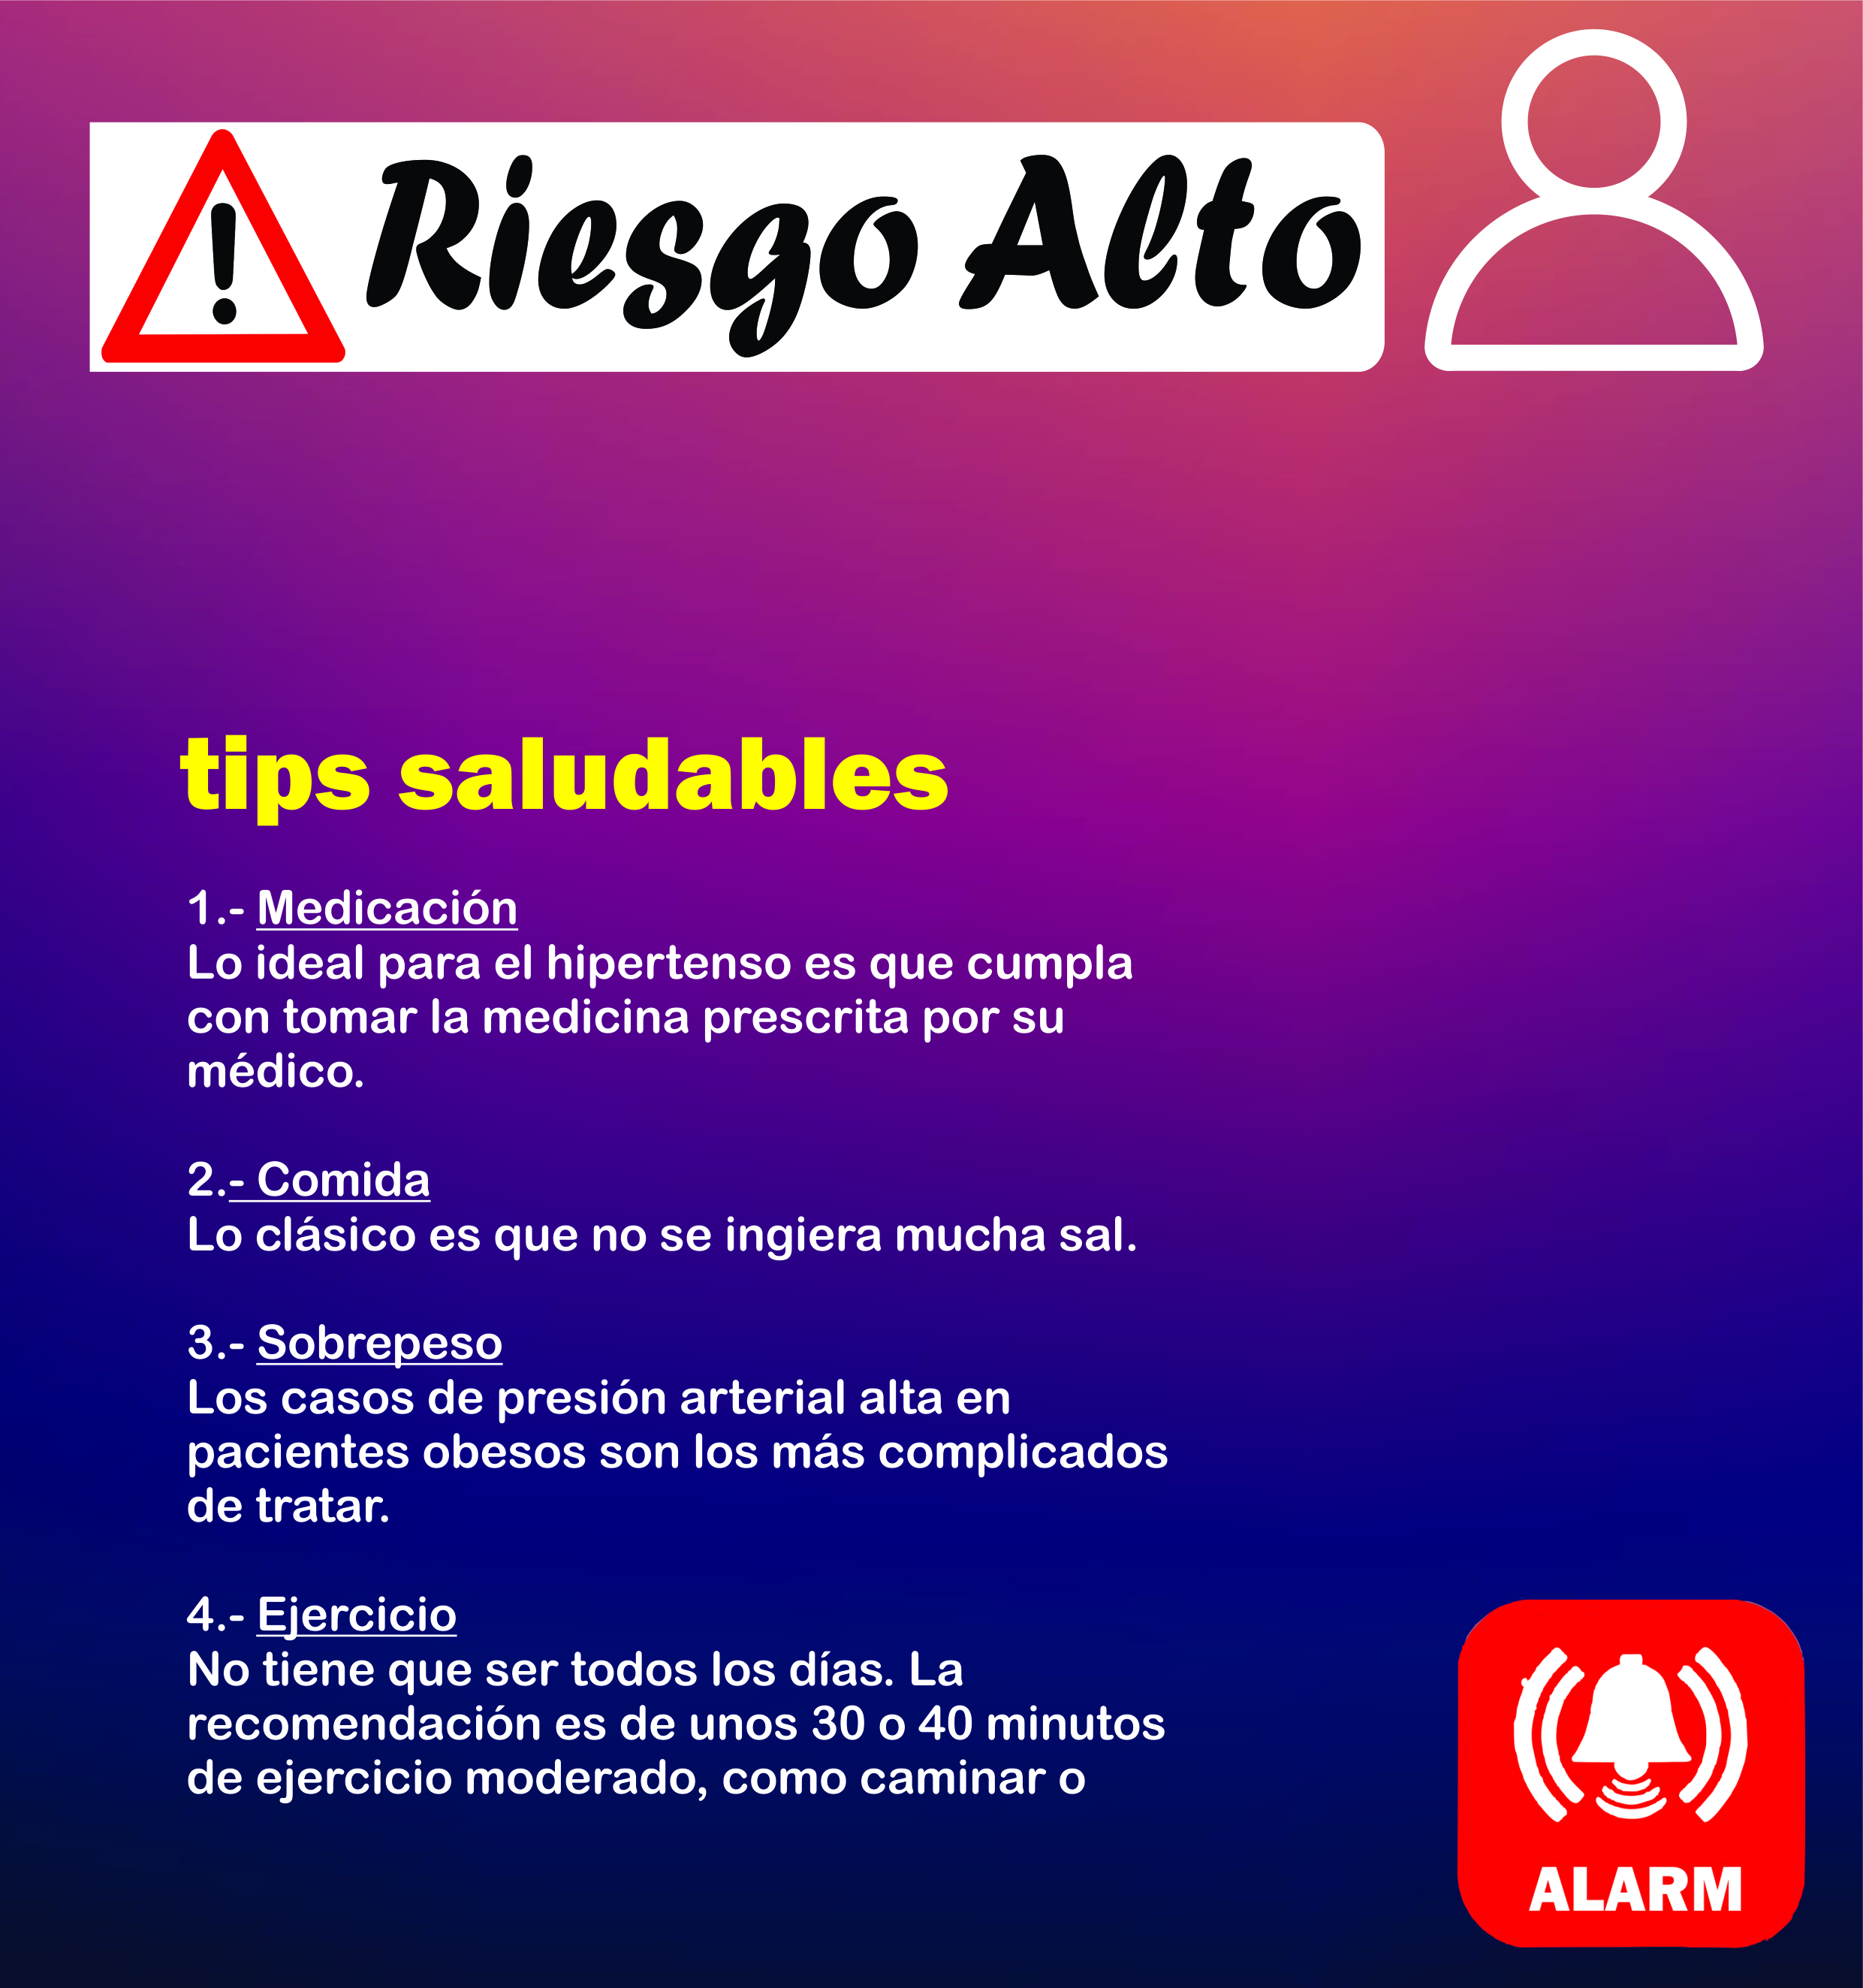 Riesgo Alto
tips saludables
1.- Medicación
Lo ideal para el hipertenso es que cumpla
con tomar la medicina prescrita por su
médico.
2.- Comida
Lo clásico es que no se ingiera mucha sal.
3.- Sobrepeso
Los casos de presión arterial alta en
pacientes obesos son los más complicados
de tratar.
4.- Ejercicio
No tiene que ser todos los días. La
recomendación es de unos 30 o 40 minutos
de ejercicio moderado, como caminar o
ALARM